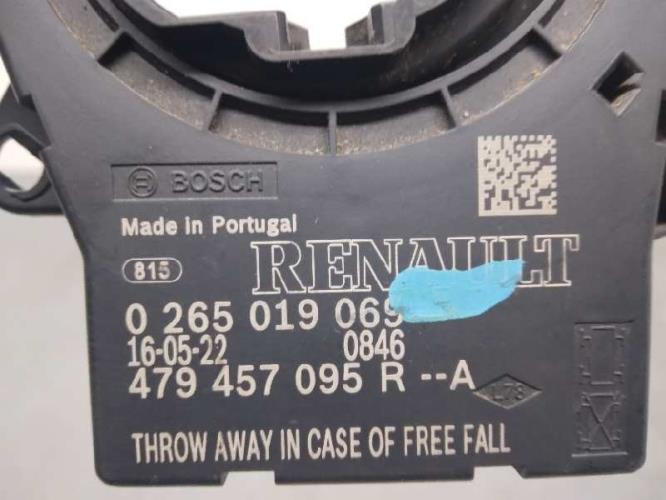 BOSCH
Made in Portugal
815 RENAULT
0 265 019 069
16-05-22 0846
479 457 095 R --A
THROW AWAY IN CASE OF FREE FALL